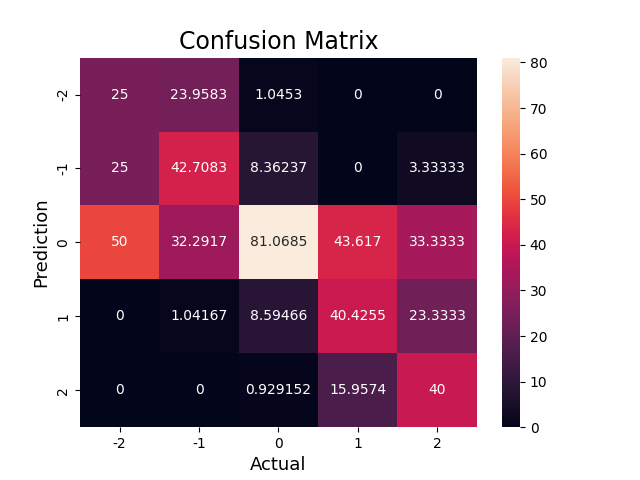 Confusion Matrix
-2 25 23.9583 1.0453 0 0
-1 25 42.7083 8.36237 0 3.33333
0 50 32.2917 81.0685 43.617 33.3333
1 0 1.04167 8.59466 40.4255 23.3333
2 0 0 0.929152 15.9574 40
-2 -1 0 1 2
Prediction
Actual
80
70
60
50
40
30
20
10
0